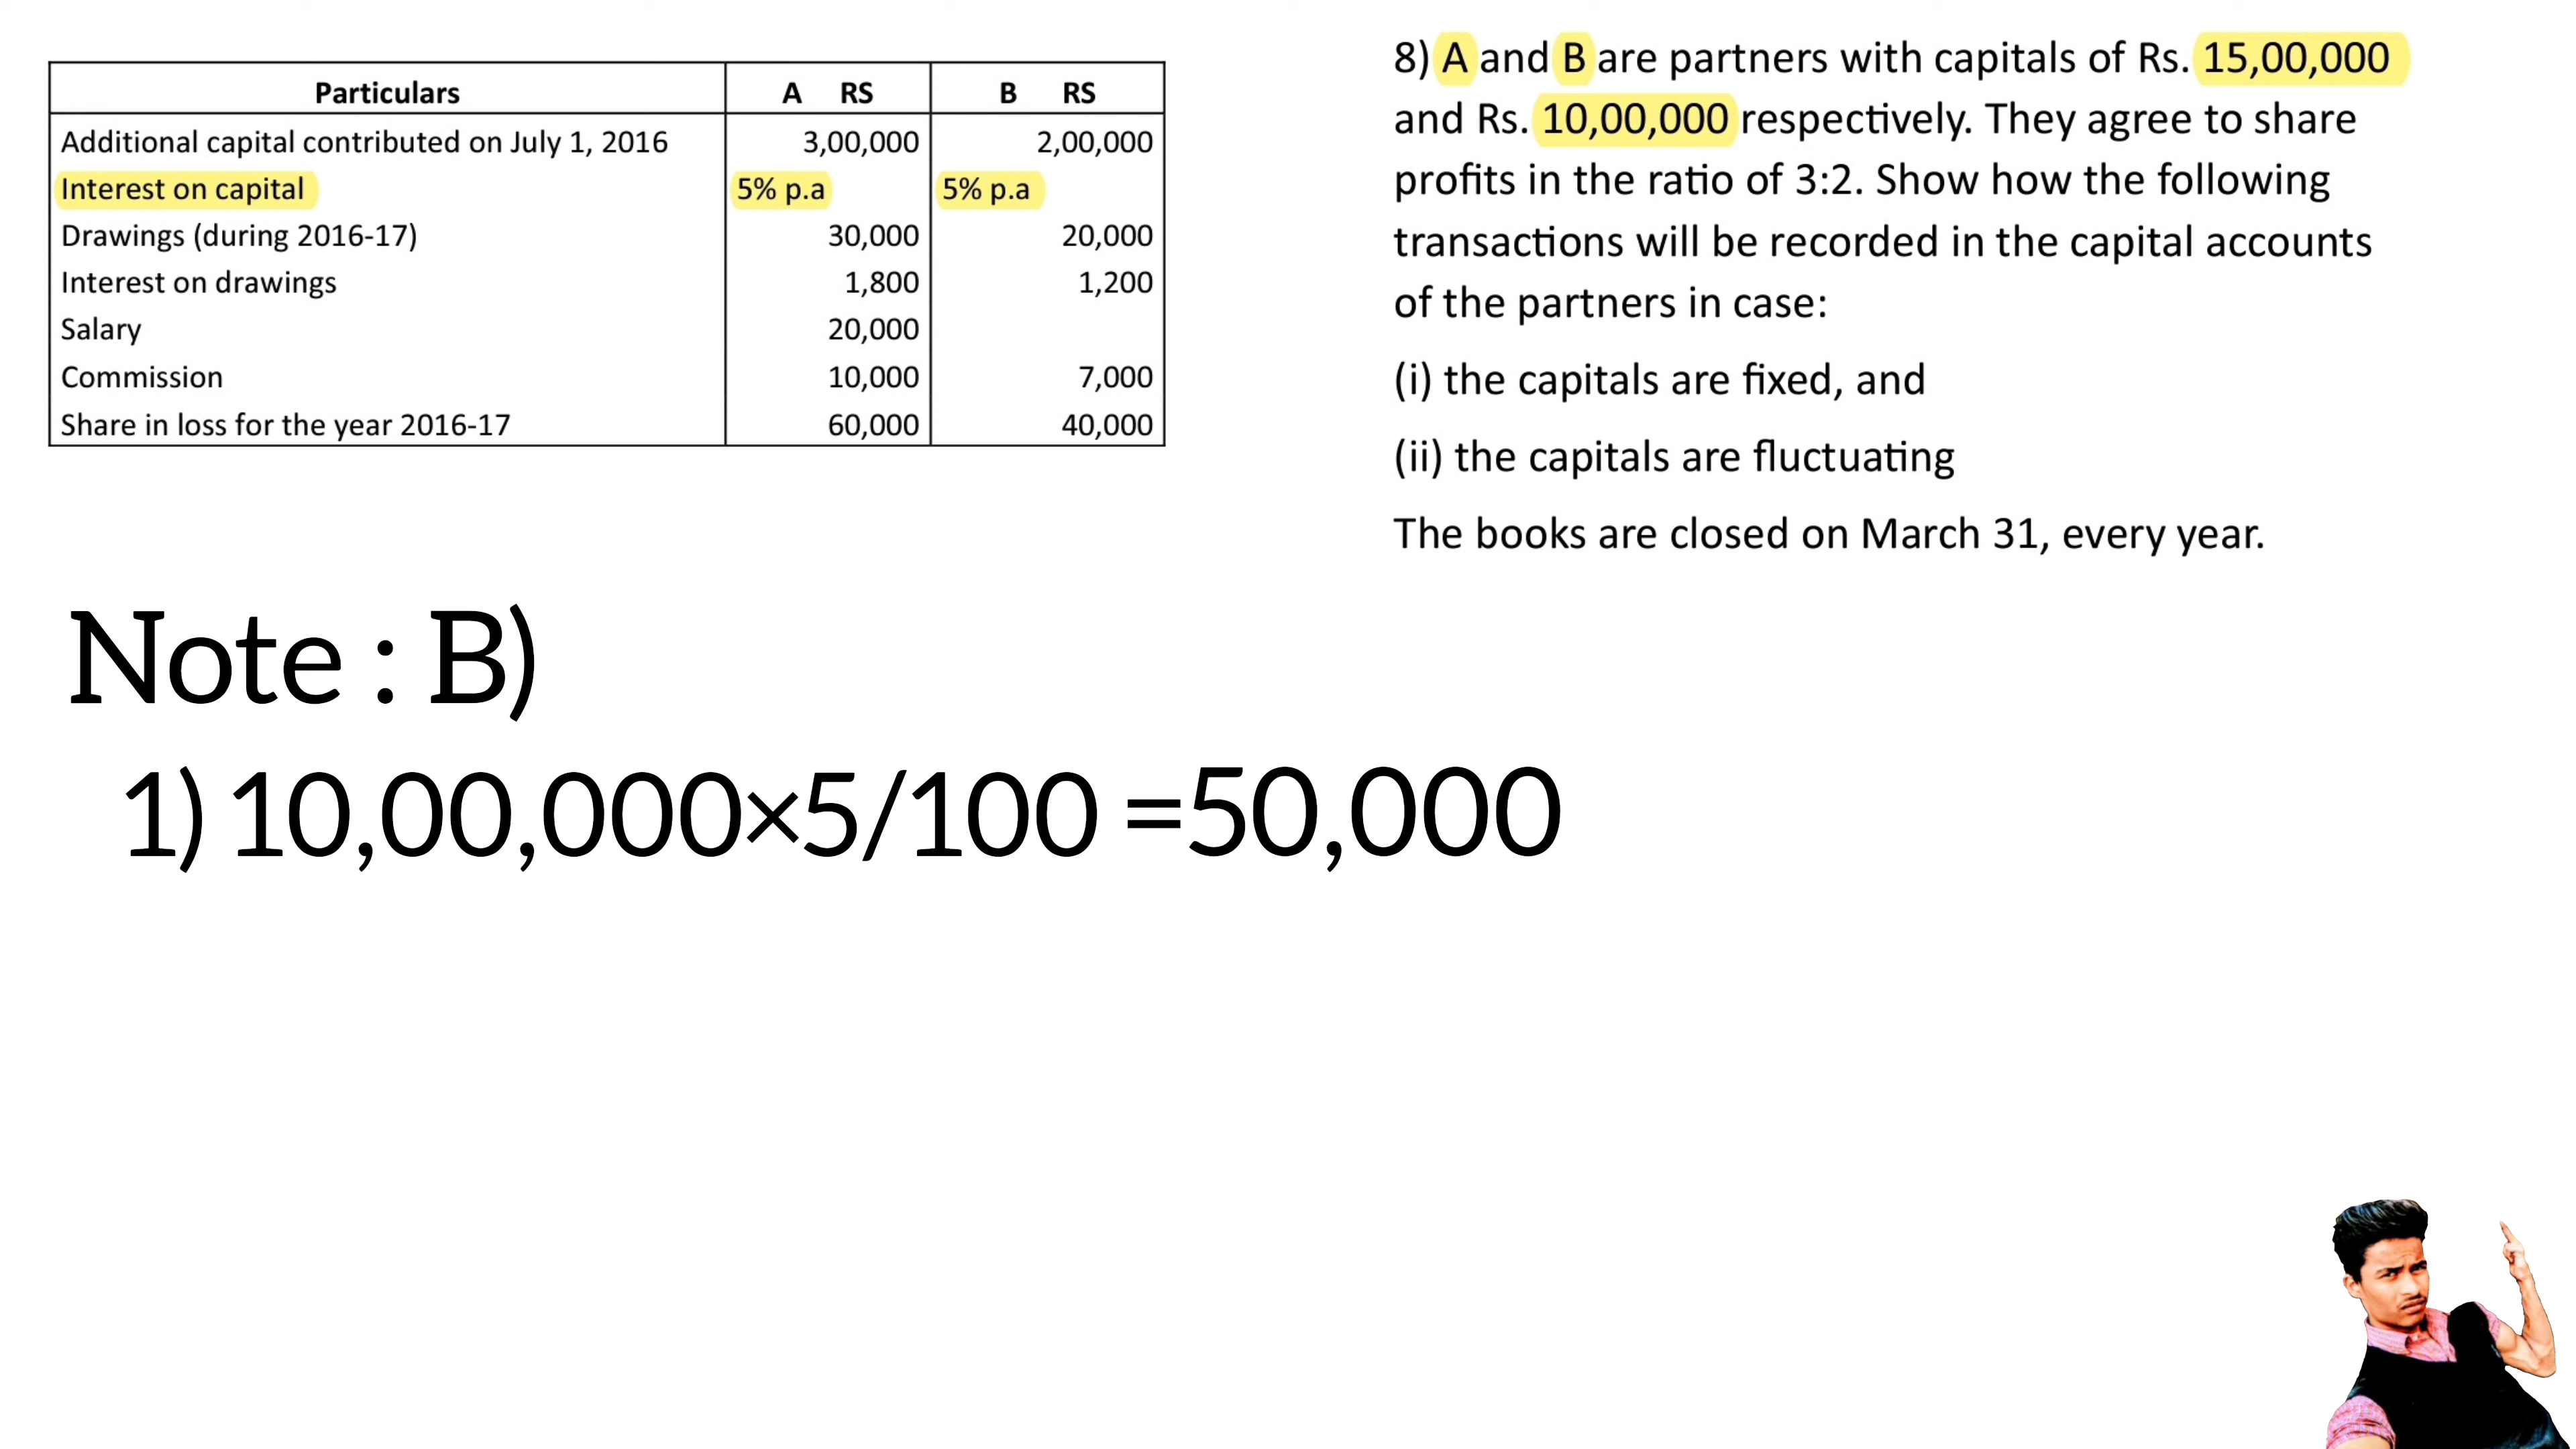 Particulars A RS B RS
Additional capital contributed on July 1, 2016 3,00,000 2,00,000
Interest on capital 5% p.a 5% p.a
Drawings (during 2016-17) 30,000 20,000
Interest on drawings 1,800 1,200
Salary 20,000
Commission 10,000 7,000
Share in loss for the year 2016-17 60,000 40,000
8) A and B are partners with capitals of Rs. 15,00,000
and Rs. 10,00,000 respectively. They agree to share
profits in the ratio of 3:2. Show how the following
transactions will be recorded in the capital accounts
of the partners in case:
(i) the capitals are fixed, and
(ii) the capitals are fluctuating
The books are closed on March 31, every year.
Note : B)
1) 10,00,000×5/100 =50,000